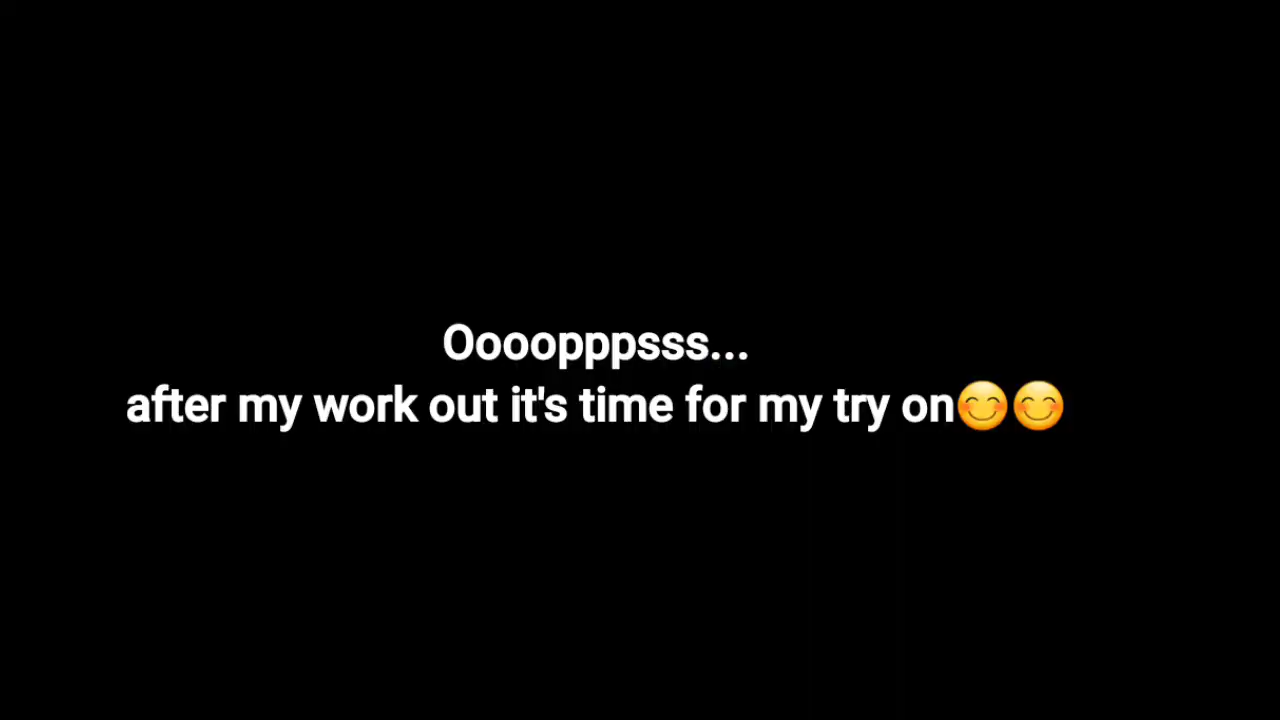 Oooopppsss...
after my work out it's time for my try on😊😊